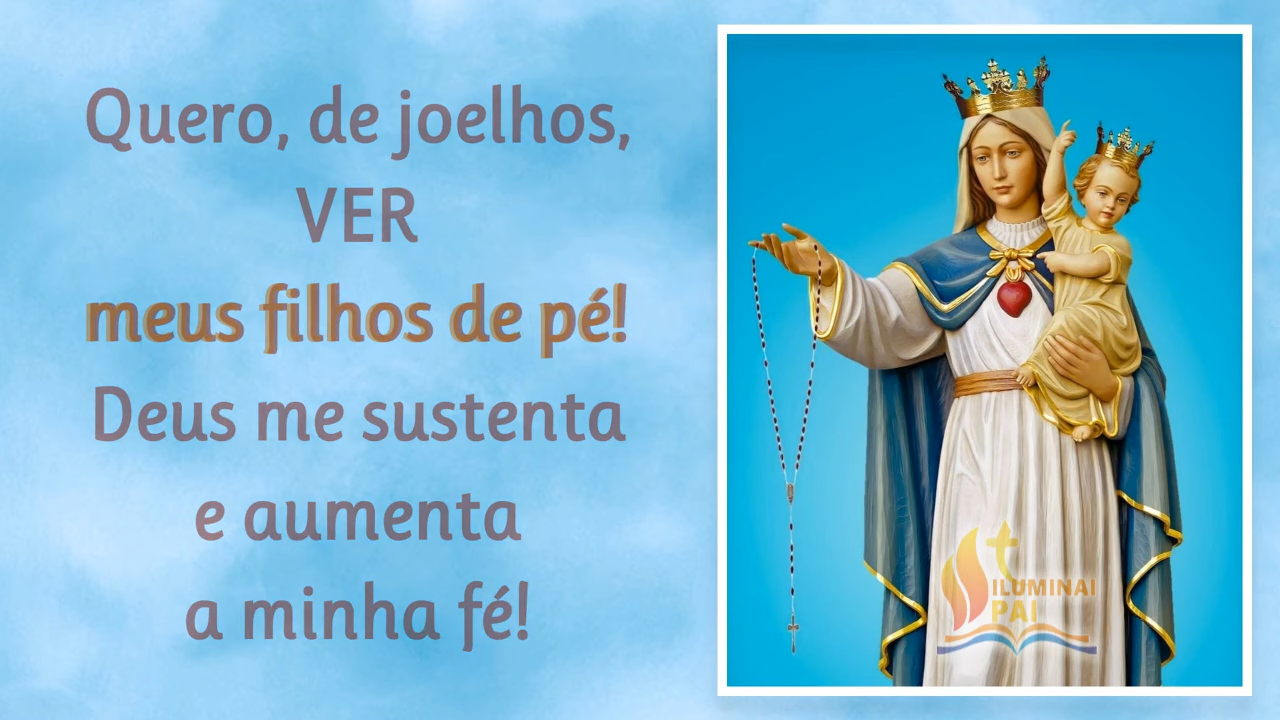 Quero, de joelhos,
VER
meus filhos de pé!
Deus me sustenta
e aumenta
a minha fé!
ILUMINAI
PAI